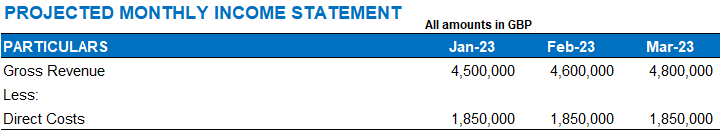 PROJECTED MONTHLY INCOME STATEMENT
All amounts in GBP
PARTICULARS Jan-23 Feb-23 Mar-23
Gross Revenue 4,500,000 4,600,000 4,800,000
Less:
Direct Costs 1,850,000 1,850,000 1,850,000